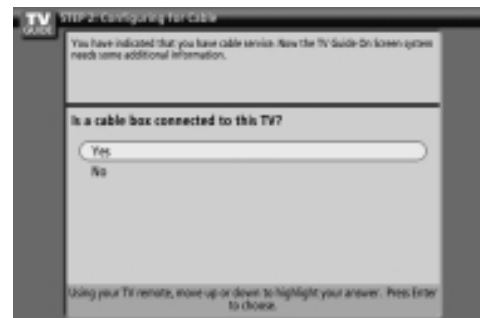 TV
GUIDE
STEP 2: Configuring for Cable
You have indicated that you have cable service. Now the TV Guide On Screen system
needs some additional information.
Is a cable box connected to this TV?
Yes
No
Using your TV remote, move up or down to highlight your answer. Press Enter
to choose.